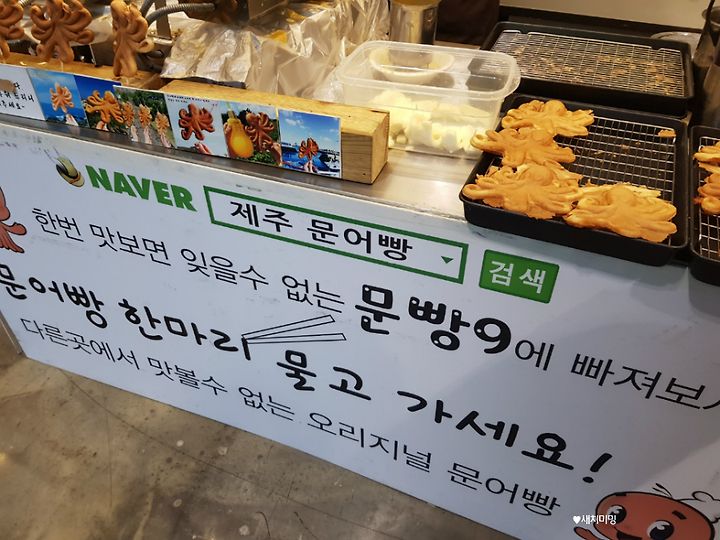 NAVER 제주 문어빵 검색
한번 맛보면 잊을수 없는 문빵9에 빠져보
문어빵 한마리 물고 가세요!
다른곳에서 맛볼수 없는 오리지널 문어빵
♥새치미밍